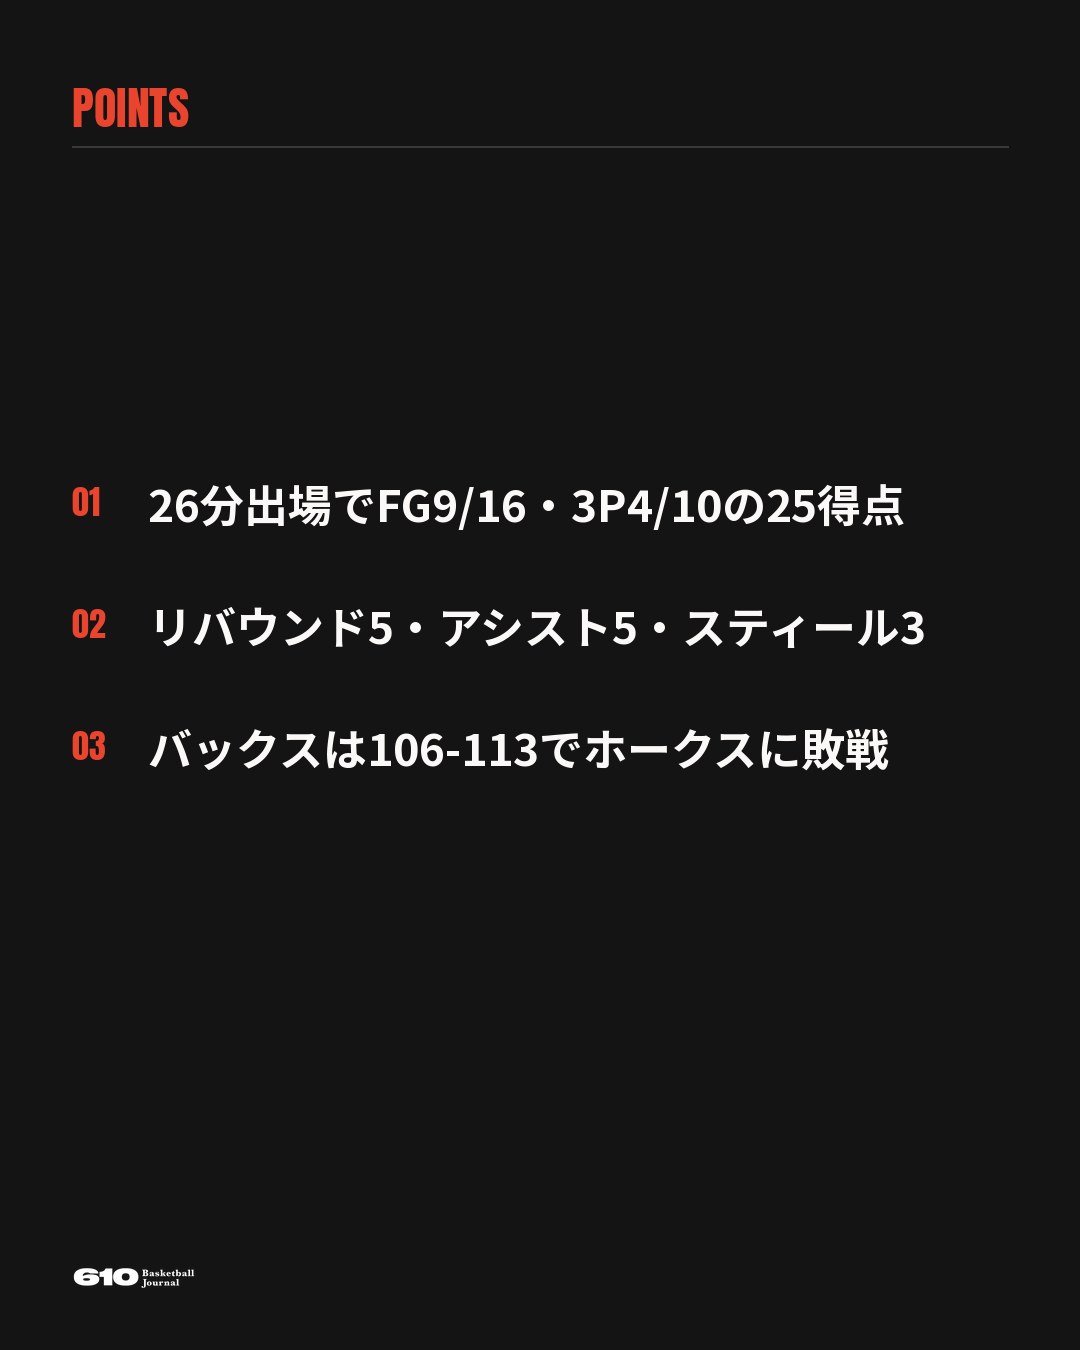 POINTS
01 26分出場でFG9/16・3P4/10の25得点
02 リバウンド5・アシスト5・スティール3
03 バックスは106-113でホークスに敗戦
610 Basketball
Journal